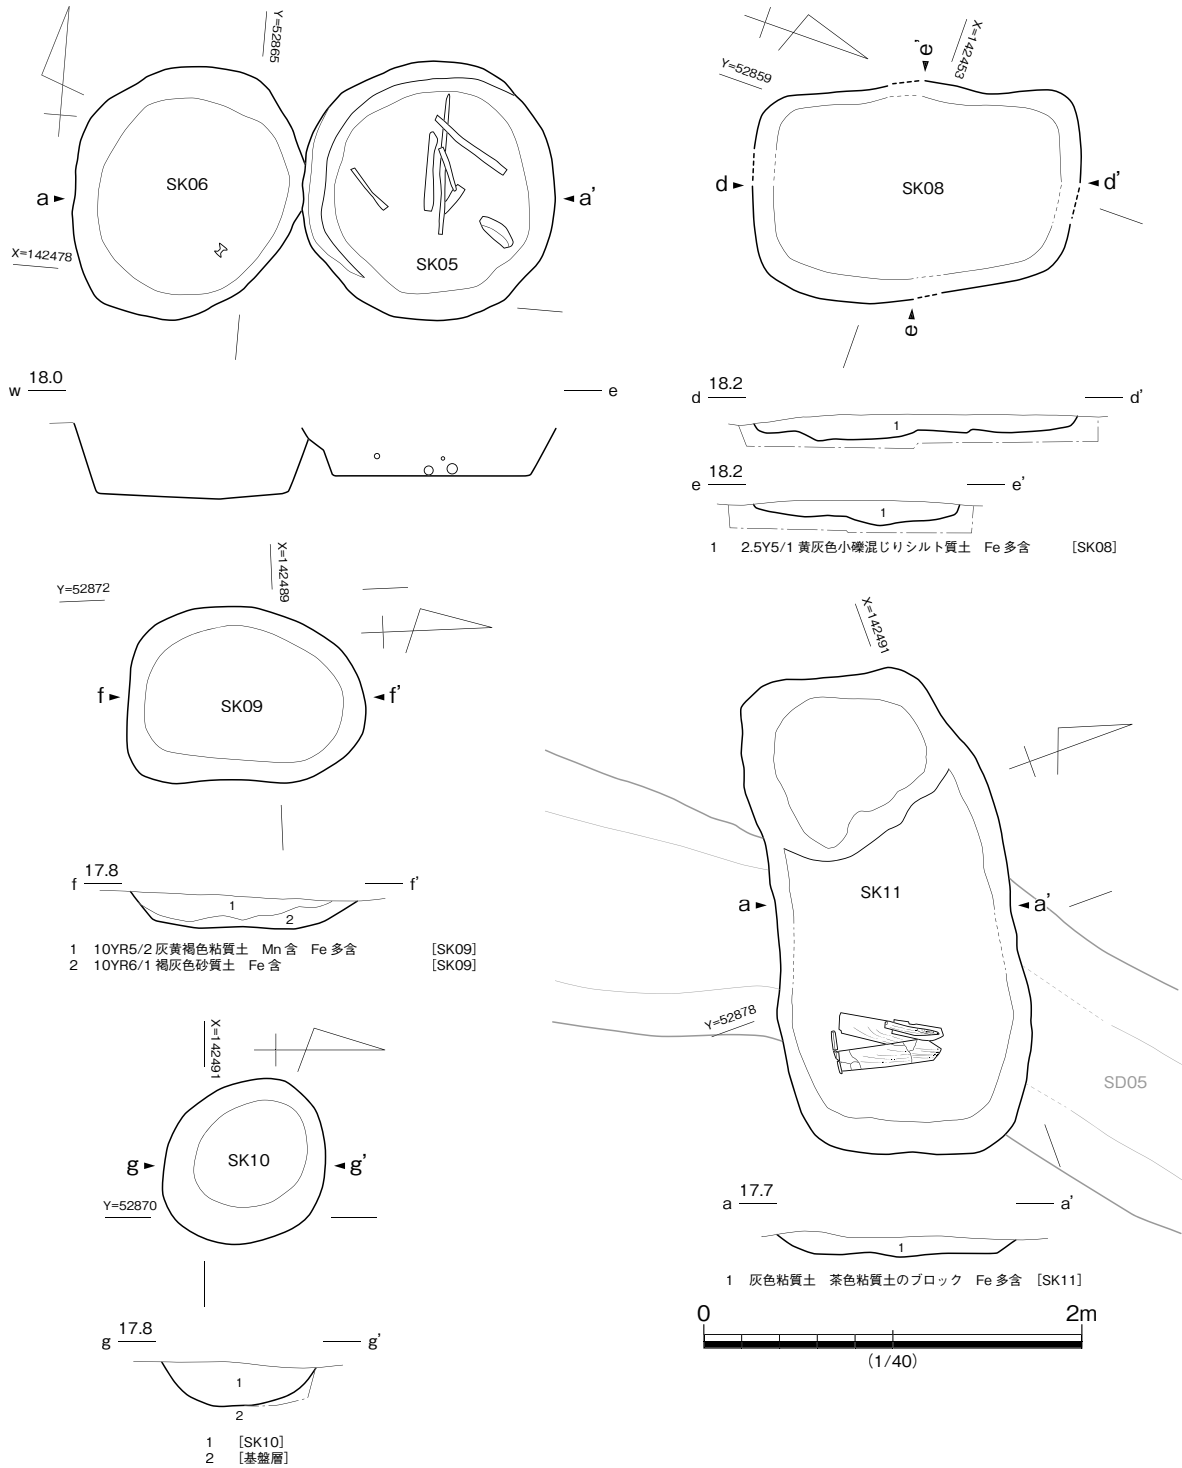 Y=52865
SK06
SK05
a
a'
X=142478
w
18.0
e
Y=52859
X=142453
e'
SK08
d
d'
e
d
18.2
d'
1
e
18.2
e'
1
1 2.5Y5/1 黄灰色小礫混じりシルト質土 Fe 多含 [SK08]
Y=52872
X=142489
f
SK09
f'
f
17.8
f'
1
2
1 10YR5/2 灰黄褐色粘質土 Mn 含 Fe 多含 [SK09]
2 10YR6/1 褐灰色砂質土 Fe 含 [SK09]
X=142491
SK11
a
a'
Y=52878
SD05
a
17.7
a'
1
1 灰色粘質土 茶色粘質土のブロック Fe 多含 [SK11]
X=142491
SK10
g
g'
Y=52870
g
17.8
g'
1
2
1 [SK10]
2 [基盤層]
0
2m
(1/40)